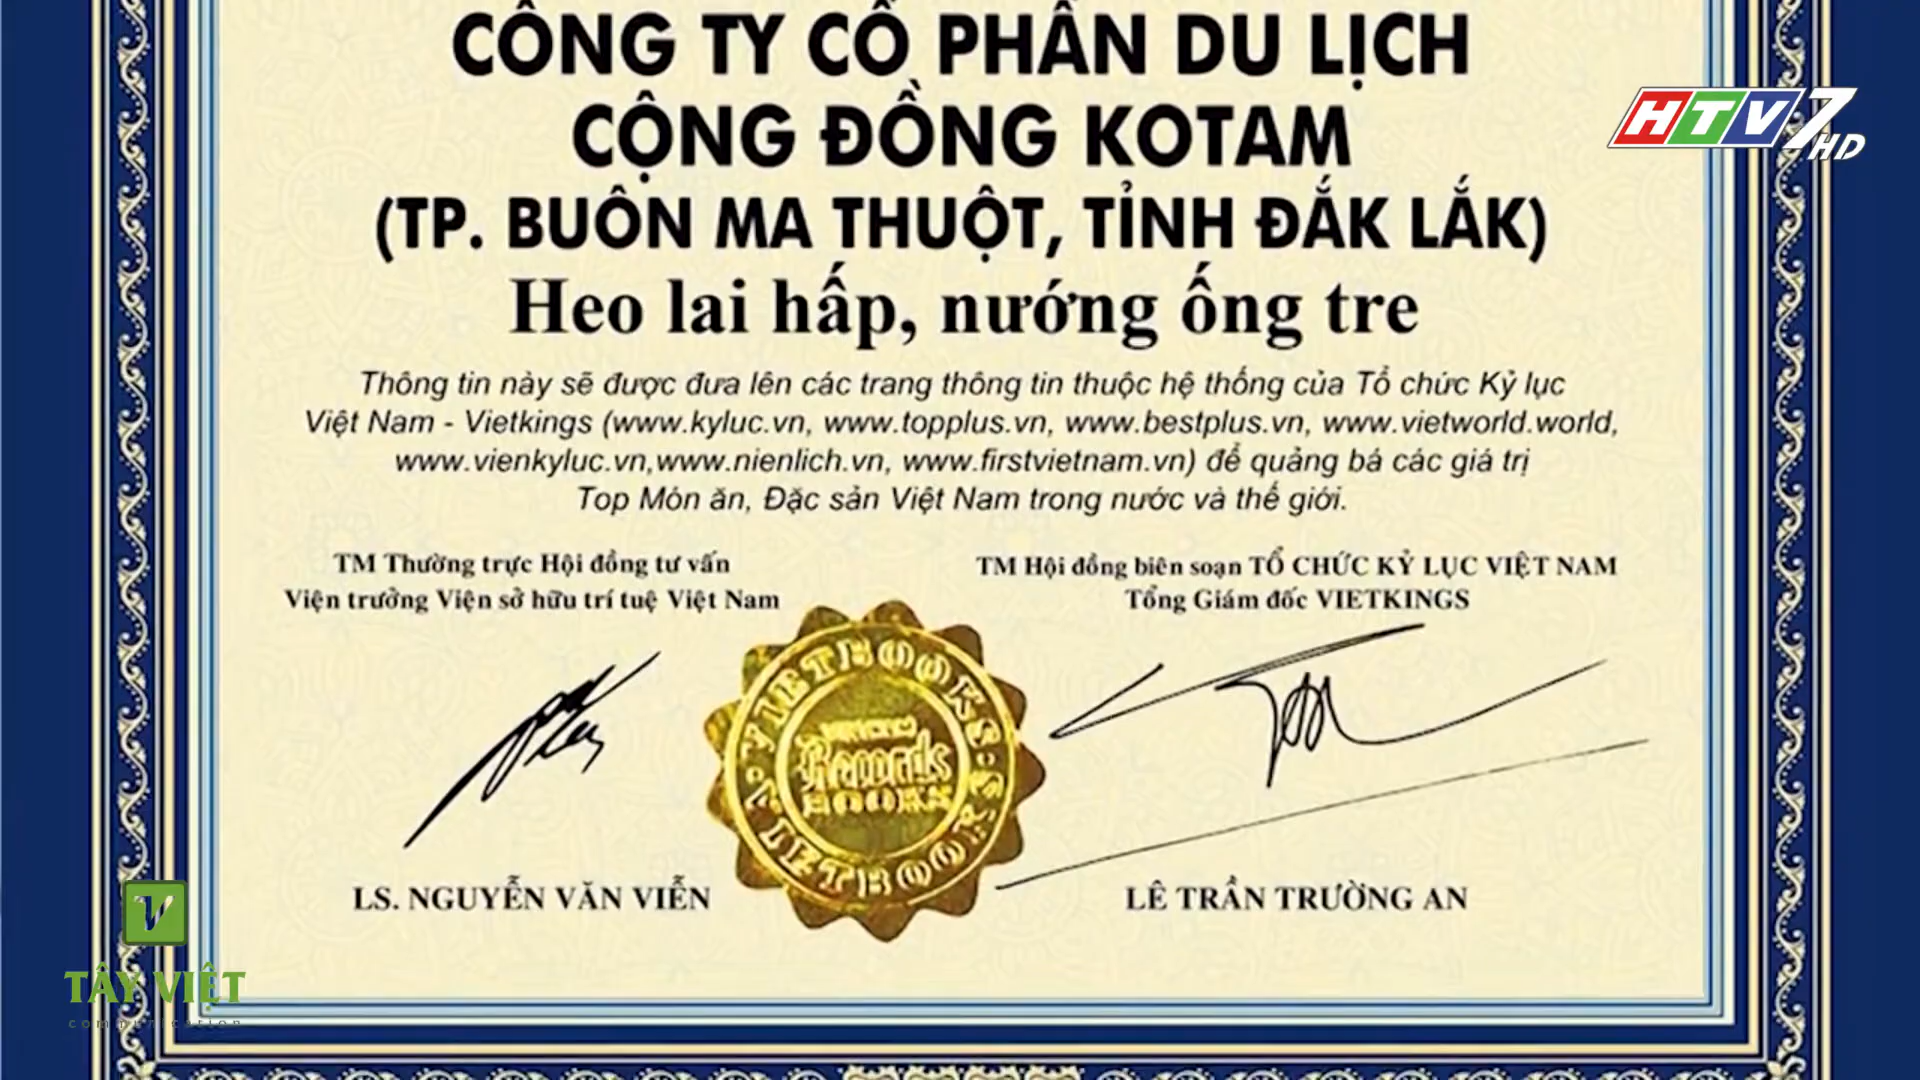 CÔNG TY CỔ PHẦN DU LỊCH
CỘNG ĐỒNG KOTAM
HTV7
HD
(TP. BUÔN MA THUỘT, TỈNH ĐẮK LẮK)
Heo lai hấp, nướng ống tre
Thông tin này sẽ được đưa lên các trang thông tin thuộc hệ thống của Tổ chức Kỷ lục
Việt Nam - Vietkings (www.kyluc.vn, www.topplus.vn, www.bestplus.vn, www.vietworld.world,
www.vienkyluc.vn,www.nienlich.vn, www.firstvietnam.vn) để quảng bá các giá trị
Top Món ăn, Đặc sản Việt Nam trong nước và thế giới.
TM Thường trực Hội đồng tư vấn
Viện trưởng Viện sở hữu trí tuệ Việt Nam
TM Hội đồng biên soạn TỔ CHỨC KỶ LỤC VIỆT NAM
Tổng Giám đốc VIETKINGS
VIETBOOKS
Records
BOOKS
VIETBOOKS
LS. NGUYỄN VĂN VIỄN
LÊ TRẦN TRƯỜNG AN
V
TÂY VIỆT
communication